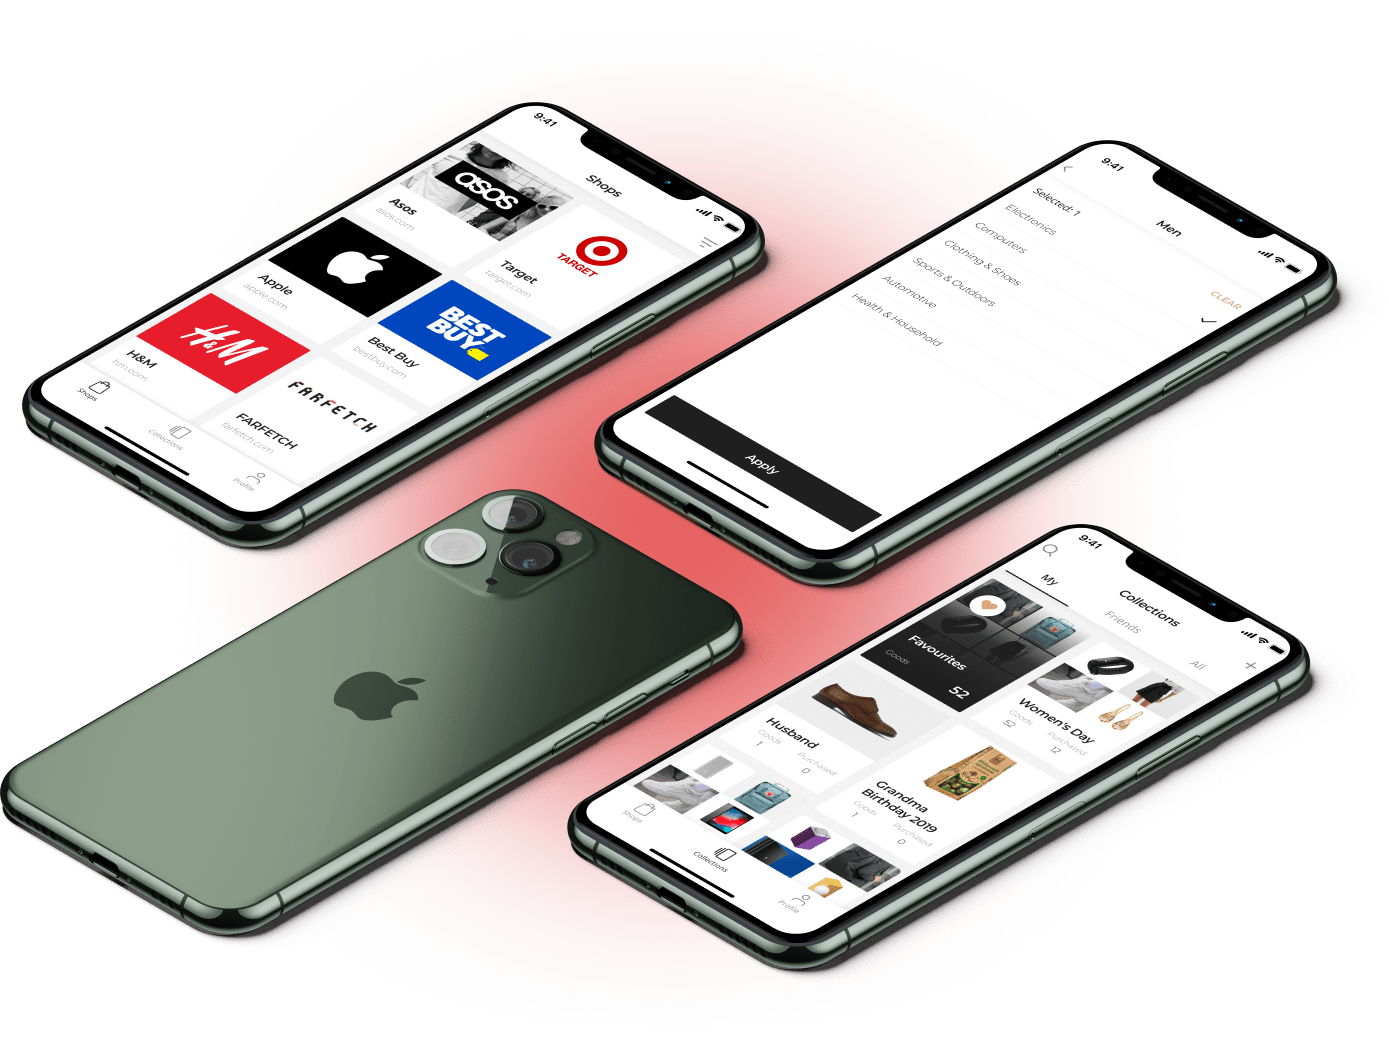 9:41
Shops
asos
Asos
asos.com
TARGET
Target
target.com
Apple
apple.com
BEST
BUY
Best Buy
bestbuy.com
H&M
H&M
hm.com
FARFETCH
FARFETCH
farfetch.com
Shops
Collections
Profile
9:41
Men
Selected: 1
CLEAR
Electronics
Computers
Clothing & Shoes
Sports & Outdoors
Automotive
Health & Household
Apply
9:41
Collections
My
Friends
All
Favourites
Goods
52
Women's Day
Goods
52
Purchased
12
Husband
Goods
1
Purchased
0
Grandma
Birthday 2019
Goods
1
Purchased
0
Shops
Collections
Profile